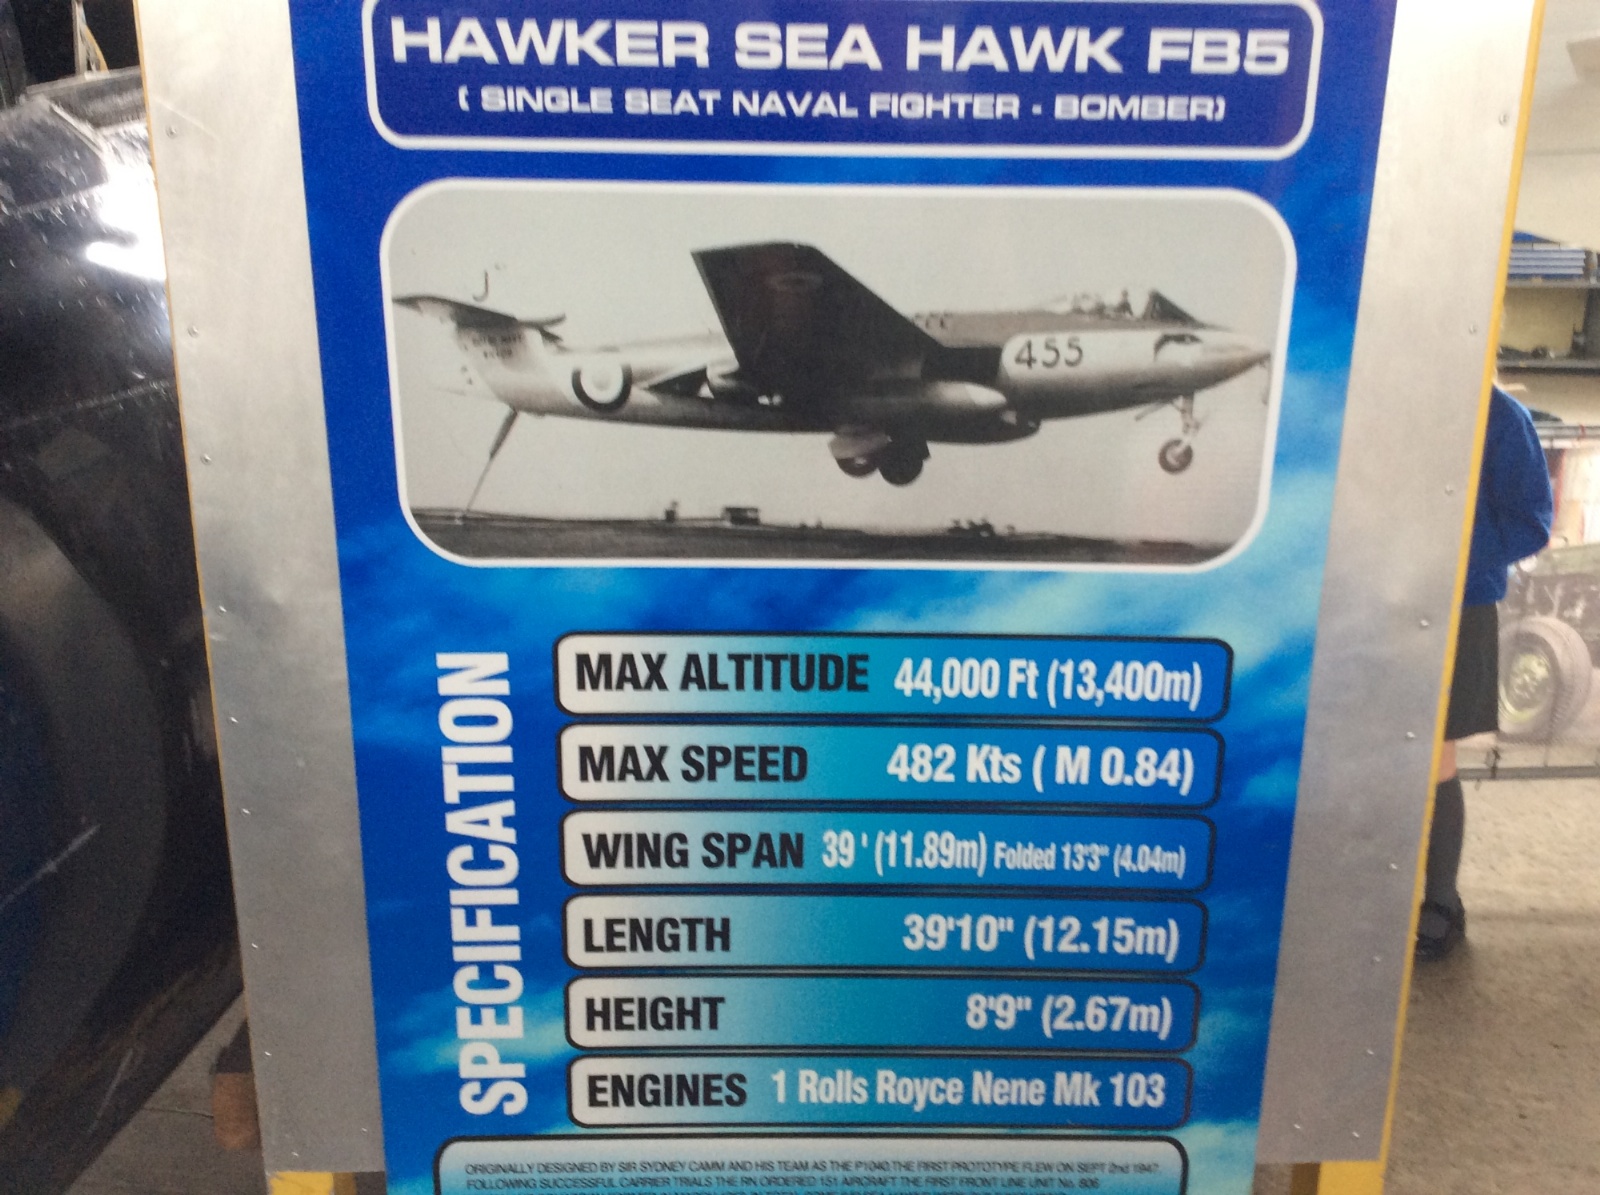 HAWKER SEA HAWK FB5
( SINGLE SEAT NAVAL FIGHTER - BOMBER)
J
455
SPECIFICATION
MAX ALTITUDE 44,000 Ft (13,400m)
MAX SPEED 482 Kts ( M 0.84)
WING SPAN 39 ' (11.89m) Folded 13'3" (4.04m)
LENGTH 39'10" (12.15m)
HEIGHT 8'9" (2.67m)
ENGINES 1 Rolls Royce Nene Mk 103
ORIGINALLY DESIGNED BY SIR SYDNEY CAMM AND HIS TEAM AS THE P1040.THE FIRST PROTOTYPE FLEW ON SEPT 2nd 1947.
FOLLOWING SUCCESSFUL CARRIER TRIALS THE RN ORDERED 151 AIRCRAFT THE FIRST FRONT LINE UNIT No. 806